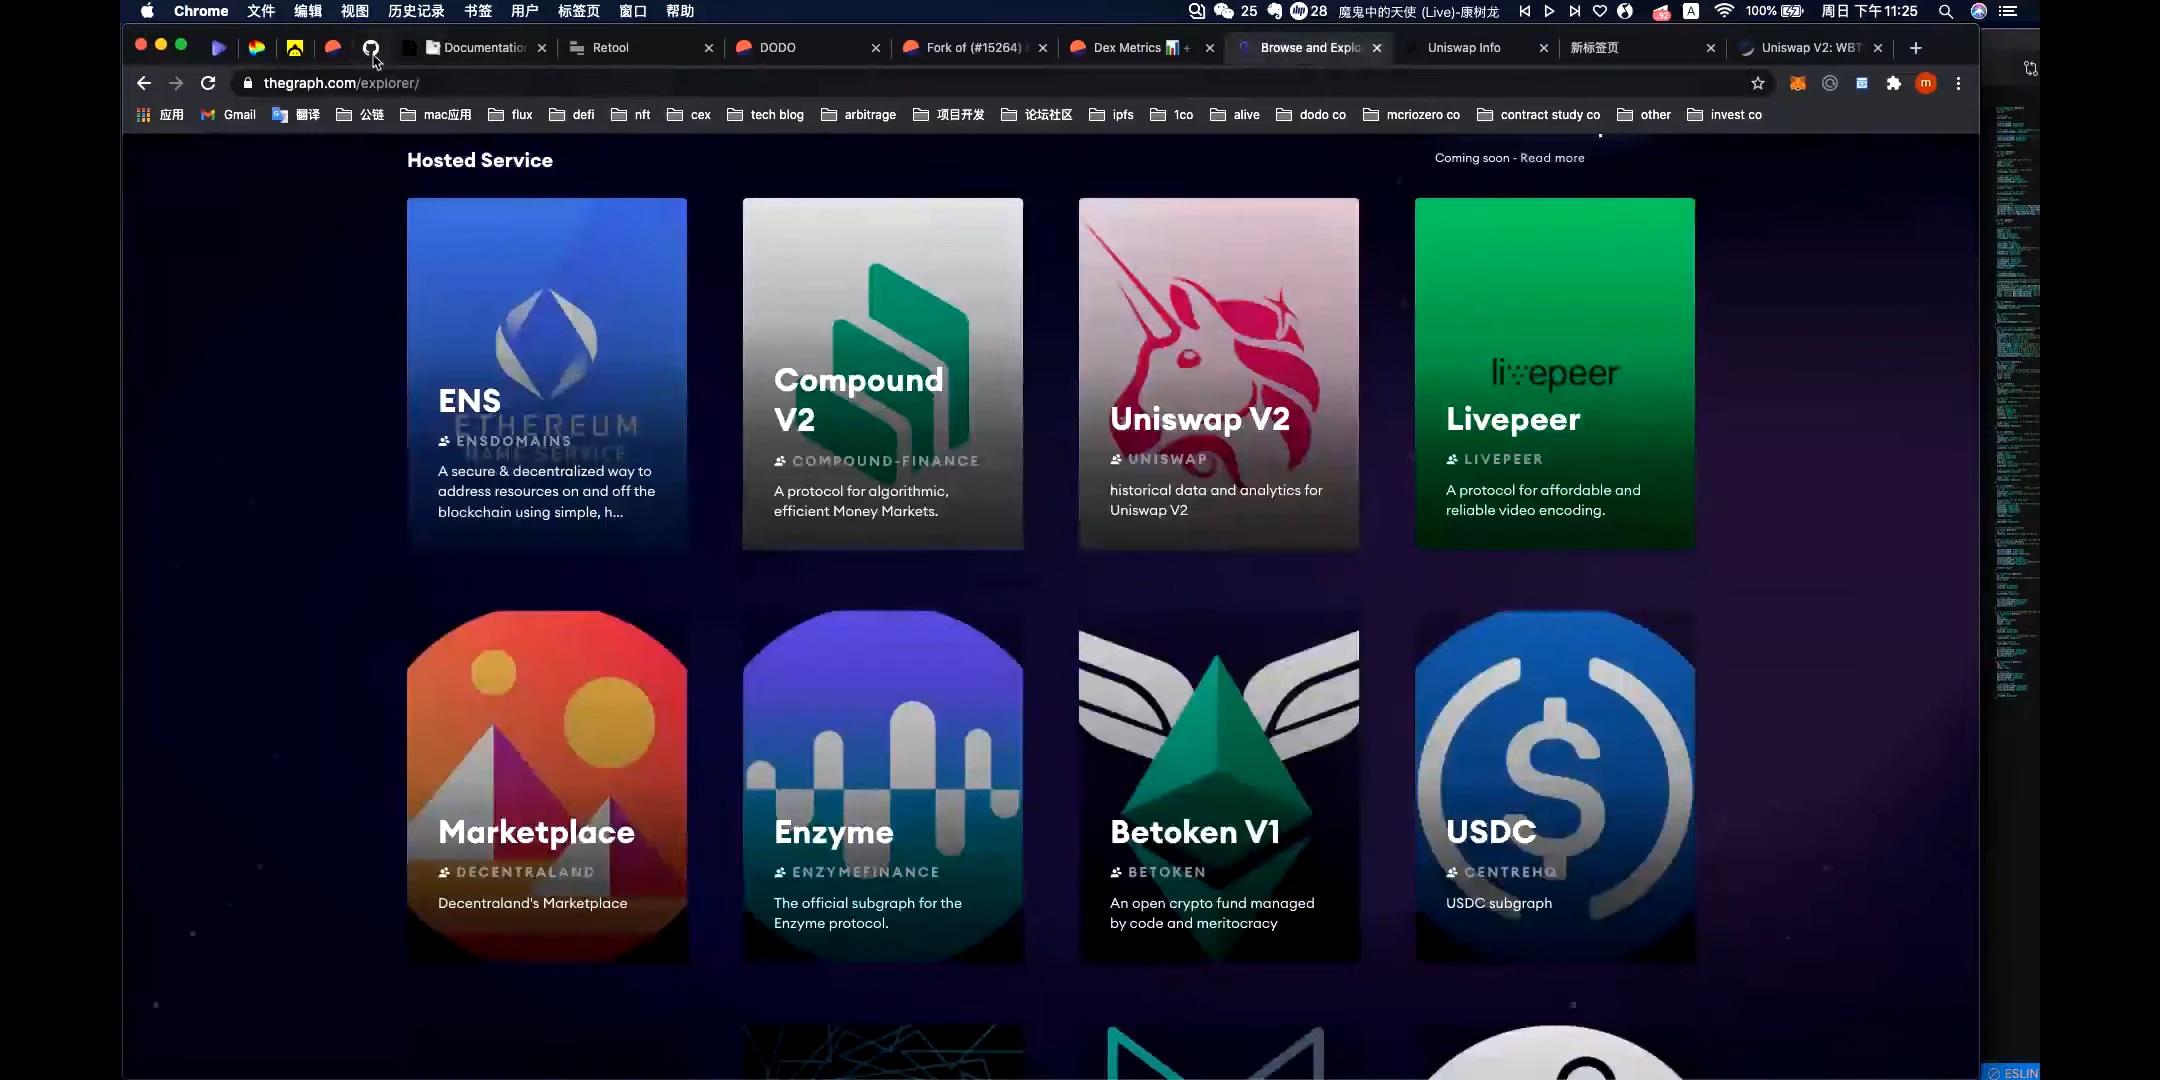 Chrome 文件 编辑 视图 历史记录 书签 用户 标签页 窗口 帮助 25 28 魔鬼中的天使 (Live)-康树龙 92 A 100% 周日 下午11:25
Documentation Retool DODO Fork of (#15264) Dex Metrics Browse and Explo Uniswap Info 新标签页 Uniswap V2: WBT
thegraph.com/explorer/ m
应用 Gmail 翻译 公链 mac应用 flux defi nft cex tech blog arbitrage 项目开发 论坛社区 ipfs 1co alive dodo co mcriozero co contract study co other invest co
Hosted Service
Coming soon - Read more
ETHEREUM
NAME SERVICE
ENS
ENSDOMAINS
A secure & decentralized way to
address resources on and off the
blockchain using simple, h...
Compound
V2
COMPOUND-FINANCE
A protocol for algorithmic,
efficient Money Markets.
Uniswap V2
UNISWAP
historical data and analytics for
Uniswap V2
livepeer
Livepeer
LIVEPEER
A protocol for affordable and
reliable video encoding.
Marketplace
DECENTRALAND
Decentraland's Marketplace
Enzyme
ENZYMEFINANCE
The official subgraph for the
Enzyme protocol.
Betoken V1
BETOKEN
An open crypto fund managed
by code and meritocracy
USDC
CENTREHQ
USDC subgraph
ESLIN